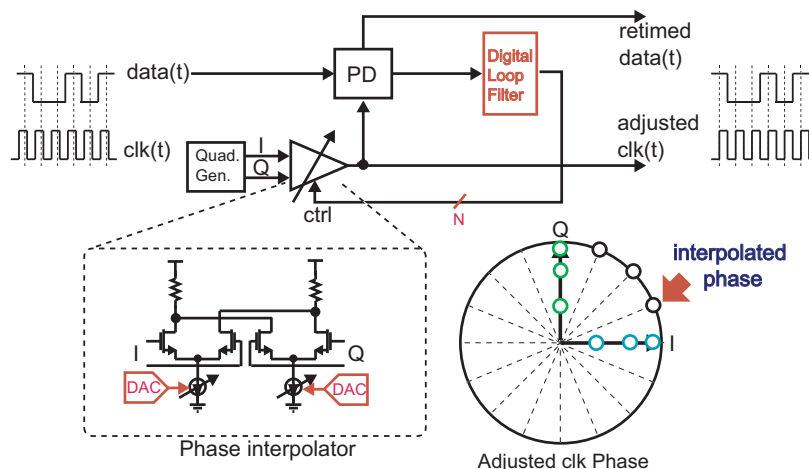 retimed
data(t)
data(t)
PD
Digital
Loop
Filter
adjusted
clk(t)
clk(t)
Quad.
Gen.
I
Q
ctrl
N
Q
interpolated
phase
I
Q
I
DAC
DAC
Phase interpolator
Adjusted clk Phase